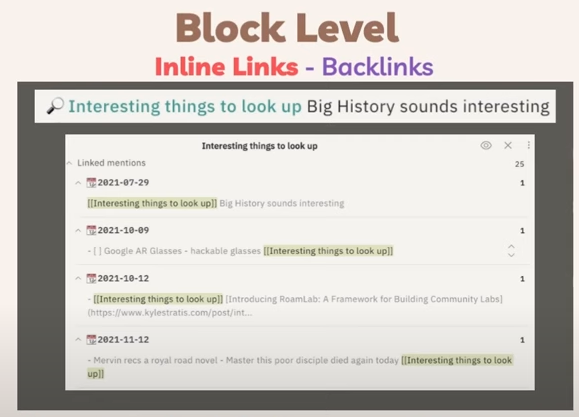 Block Level
Inline Links - Backlinks
🔎 Interesting things to look up Big History sounds interesting
Interesting things to look up
Linked mentions 25
2021-07-29 1
[[Interesting things to look up]] Big History sounds interesting
2021-10-09 1
- [ ] Google AR Glasses - hackable glasses [[Interesting things to look up]]
2021-10-12 1
- [[Interesting things to look up]] [Introducing RoamLab: A Framework for Building Community Labs]
(https://www.kylestratis.com/post/int...
2021-11-12 1
- Mervin recs a royal road novel - Master this poor disciple died again today [[Interesting things to look
up]]